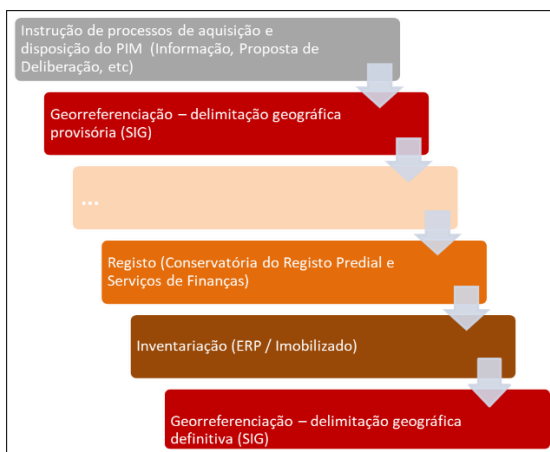 Instrução de processos de aquisição e
disposição do PIM  (Informação, Proposta de
Deliberação, etc)
Georreferenciação – delimitação geográfica
provisória (SIG)
...
Registo (Conservatória do Registo Predial e
Serviços de Finanças)
Inventariação (ERP / Imobilizado)
Georreferenciação – delimitação geográfica
definitiva (SIG)